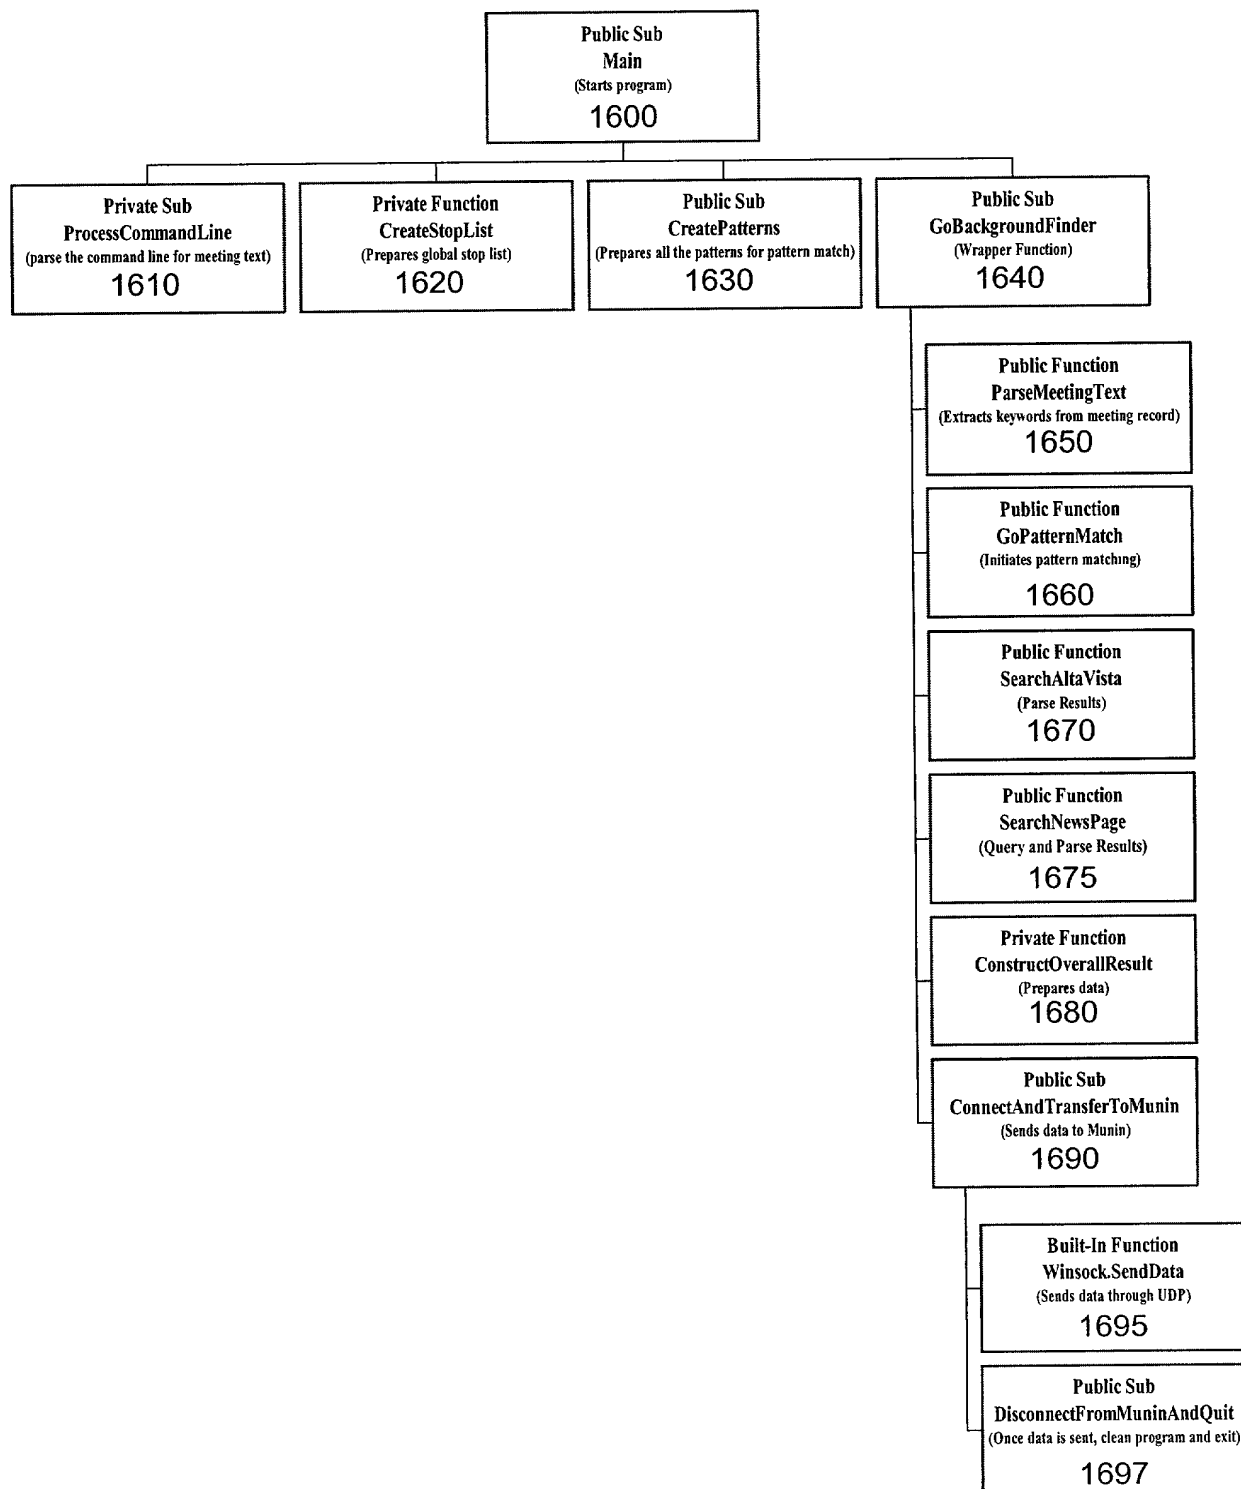 Public Sub
Main
(Starts program)
1600
Private Sub
ProcessCommandLine
(parse the command line for meeting text)
1610
Private Function
CreateStopList
(Prepares global stop list)
1620
Public Sub
CreatePatterns
(Prepares all the patterns for pattern match)
1630
Public Sub
GoBackgroundFinder
(Wrapper Function)
1640
Public Function
ParseMeetingText
(Extracts keywords from meeting record)
1650
Public Function
GoPatternMatch
(Initiates pattern matching)
1660
Public Function
SearchAltaVista
(Parse Results)
1670
Public Function
SearchNewsPage
(Query and Parse Results)
1675
Private Function
ConstructOverallResult
(Prepares data)
1680
Public Sub
ConnectAndTransferToMunin
(Sends data to Munin)
1690
Built-In Function
Winsock.SendData
(Sends data through UDP)
1695
Public Sub
DisconnectFromMuninAndQuit
(Once data is sent, clean program and exit)
1697